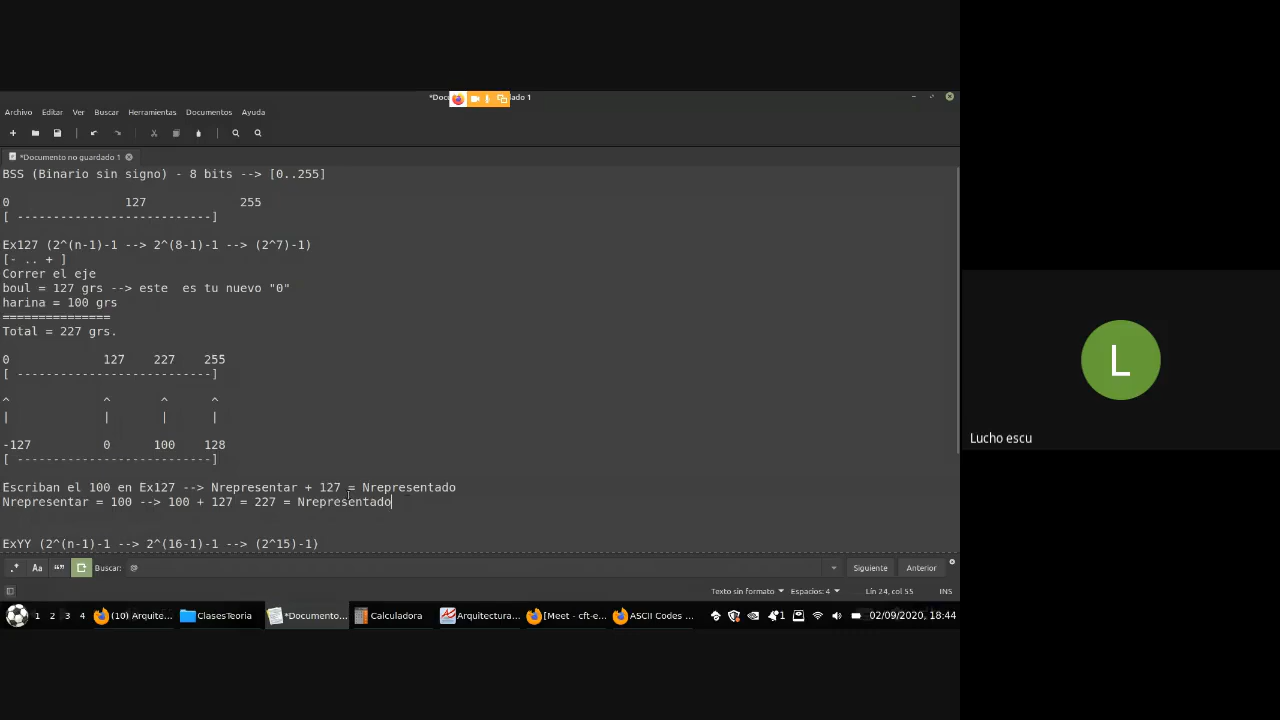 *Doc ado 1
Archivo Editar Ver Buscar Herramientas Documentos Ayuda
*Documento no guardado 1
BSS (Binario sin signo) - 8 bits --> [0..255]
0 127 255
[ ---------------------------]
Ex127 (2^(n-1)-1 --> 2^(8-1)-1 --> (2^7)-1)
[- .. + ]
Correr el eje
boul = 127 grs --> este es tu nuevo "0"
harina = 100 grs
===============
Total = 227 grs.
0 127 227 255
[ ---------------------------]
^ ^ ^ ^
| | | |
-127 0 100 128
[ ---------------------------]
Escriban el 100 en Ex127 --> Nrepresentar + 127 = Nrepresentado
Nrepresentar = 100 --> 100 + 127 = 227 = Nrepresentado
ExYY (2^(n-1)-1 --> 2^(16-1)-1 --> (2^15)-1)
.* Aa “” Buscar: @ Siguiente Anterior
Texto sin formato Espacios: 4 Lín 24, col 55 INS
1 2 3 4 (10) Arquite... ClasesTeoria *Documento... Calculadora Arquitectura... [Meet - cft-e... ASCII Codes ... 1 02/09/2020, 18:44
L
Lucho escu